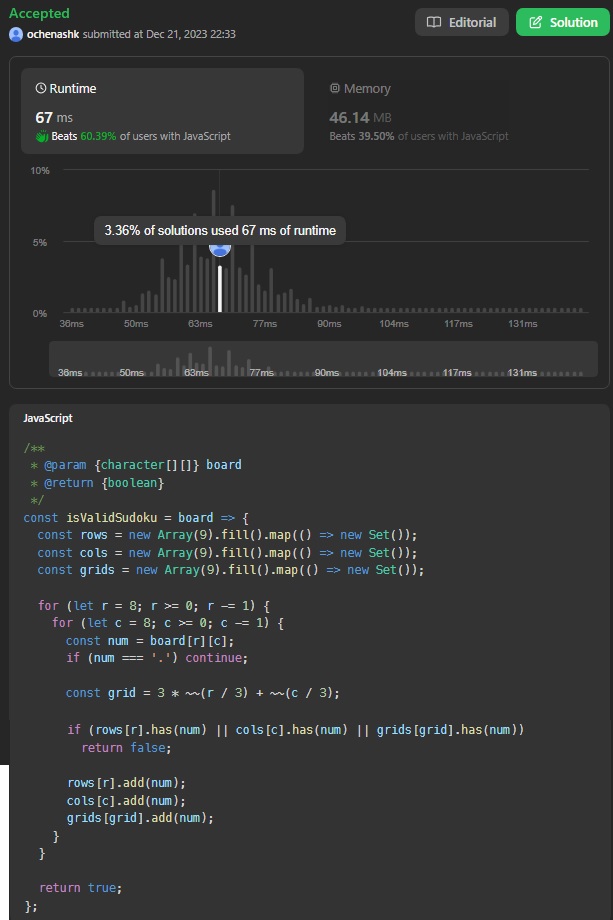 Accepted
Editorial
Solution
ochenashk submitted at Dec 21, 2023 22:33
Runtime
Memory
67 ms
46.14 MB
Beats 60.39% of users with JavaScript
Beats 39.50% of users with JavaScript
10%
3.36% of solutions used 67 ms of runtime
5%
0%
36ms 50ms 63ms 77ms 90ms 104ms 117ms 131ms
36ms 50ms 63ms 77ms 90ms 104ms 117ms 131ms
JavaScript
/**
 * @param {character[][]} board
 * @return {boolean}
 */
const isValidSudoku = board => {
  const rows = new Array(9).fill().map(() => new Set());
  const cols = new Array(9).fill().map(() => new Set());
  const grids = new Array(9).fill().map(() => new Set());
  for (let r = 8; r >= 0; r -= 1) {
    for (let c = 8; c >= 0; c -= 1) {
      const num = board[r][c];
      if (num === '.') continue;
      const grid = 3 * ~~(r / 3) + ~~(c / 3);
      if (rows[r].has(num) || cols[c].has(num) || grids[grid].has(num))
        return false;
      rows[r].add(num);
      cols[c].add(num);
      grids[grid].add(num);
    }
  }
  return true;
};